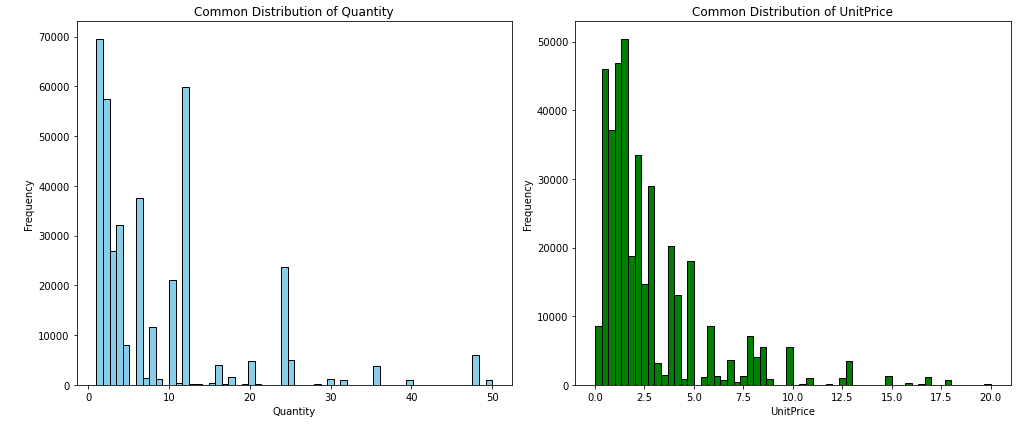 Common Distribution of Quantity
Frequency
70000
60000
50000
40000
30000
20000
10000
0
0 10 20 30 40 50
Quantity
Common Distribution of UnitPrice
Frequency
50000
40000
30000
20000
10000
0
0.0 2.5 5.0 7.5 10.0 12.5 15.0 17.5 20.0
UnitPrice